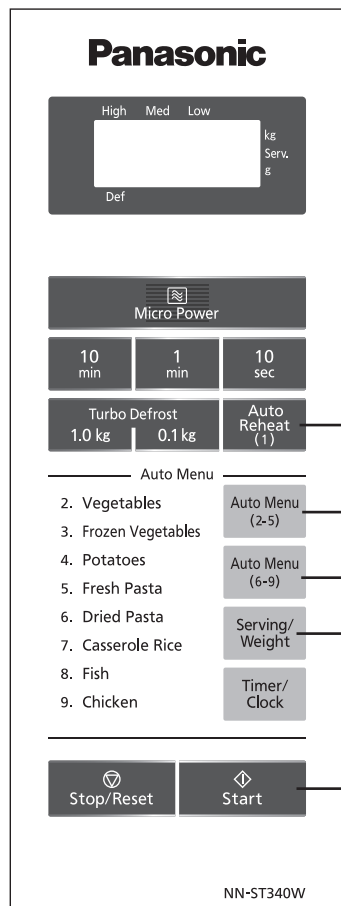 Panasonic
High Med Low
kg
Serv.
g
Def
Micro Power
10 min
1 min
10 sec
Turbo Defrost
1.0 kg 0.1 kg
Auto Reheat (1)
Auto Menu
2. Vegetables
3. Frozen Vegetables
4. Potatoes
5. Fresh Pasta
6. Dried Pasta
7. Casserole Rice
8. Fish
9. Chicken
Auto Menu
(2-5)
Auto Menu
(6-9)
Serving/
Weight
Timer/
Clock
Stop/Reset
Start
NN-ST340W